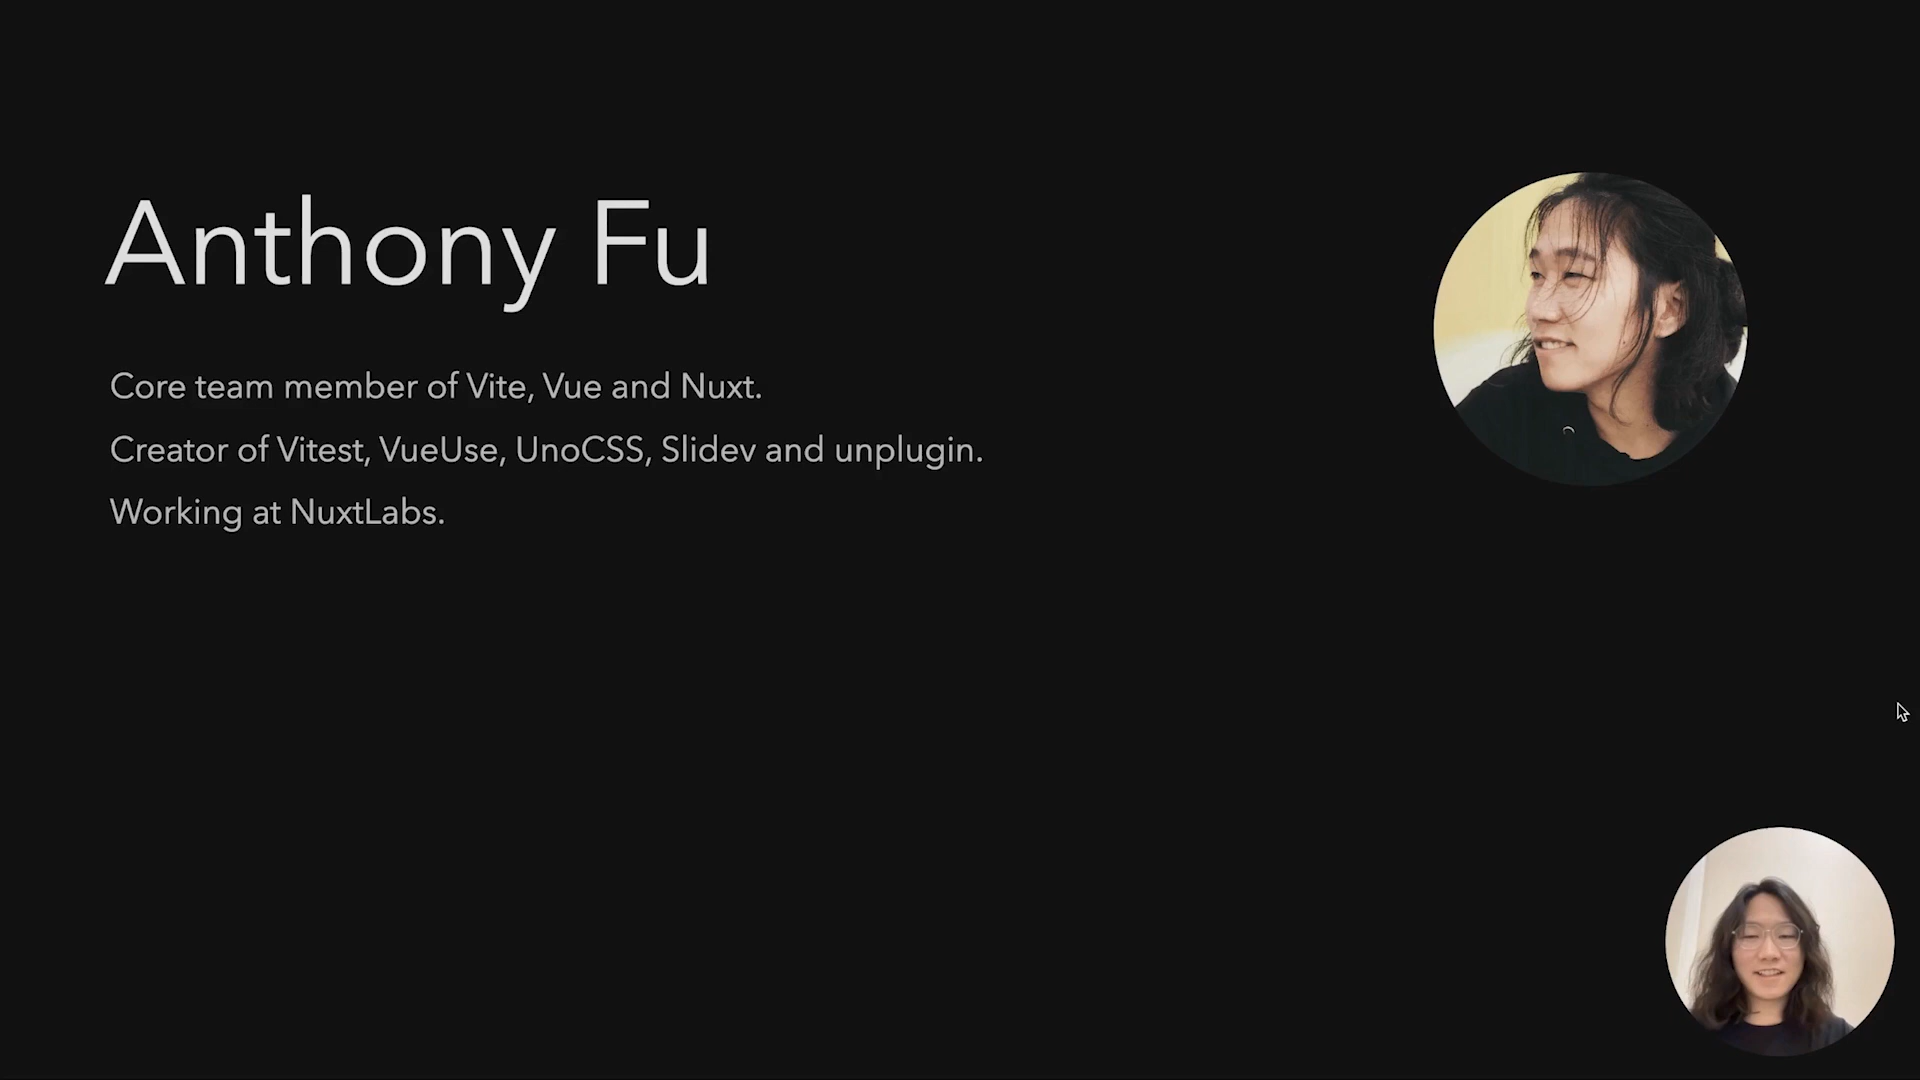 Anthony Fu
Core team member of Vite, Vue and Nuxt.
Creator of Vitest, VueUse, UnoCSS, Slidev and unplugin.
Working at NuxtLabs.